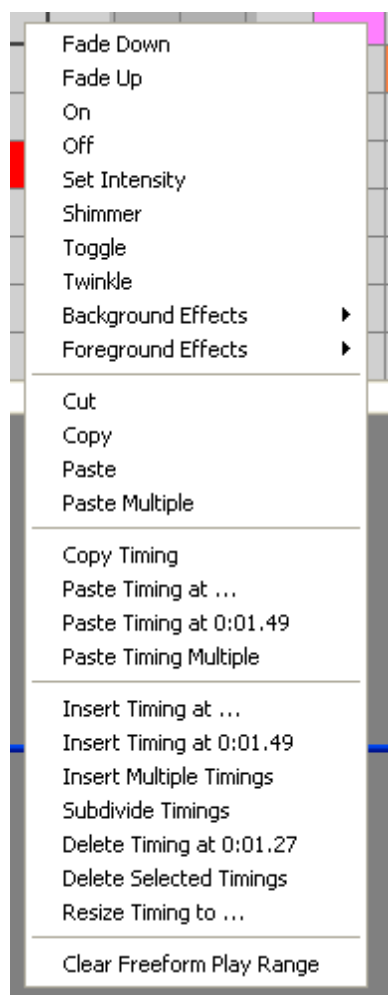 Fade Down
Fade Up
On
Off
Set Intensity
Shimmer
Toggle
Twinkle
Background Effects
Foreground Effects
Cut
Copy
Paste
Paste Multiple
Copy Timing
Paste Timing at ...
Paste Timing at 0:01.49
Paste Timing Multiple
Insert Timing at ...
Insert Timing at 0:01.49
Insert Multiple Timings
Subdivide Timings
Delete Timing at 0:01.27
Delete Selected Timings
Resize Timing to ...
Clear Freeform Play Range